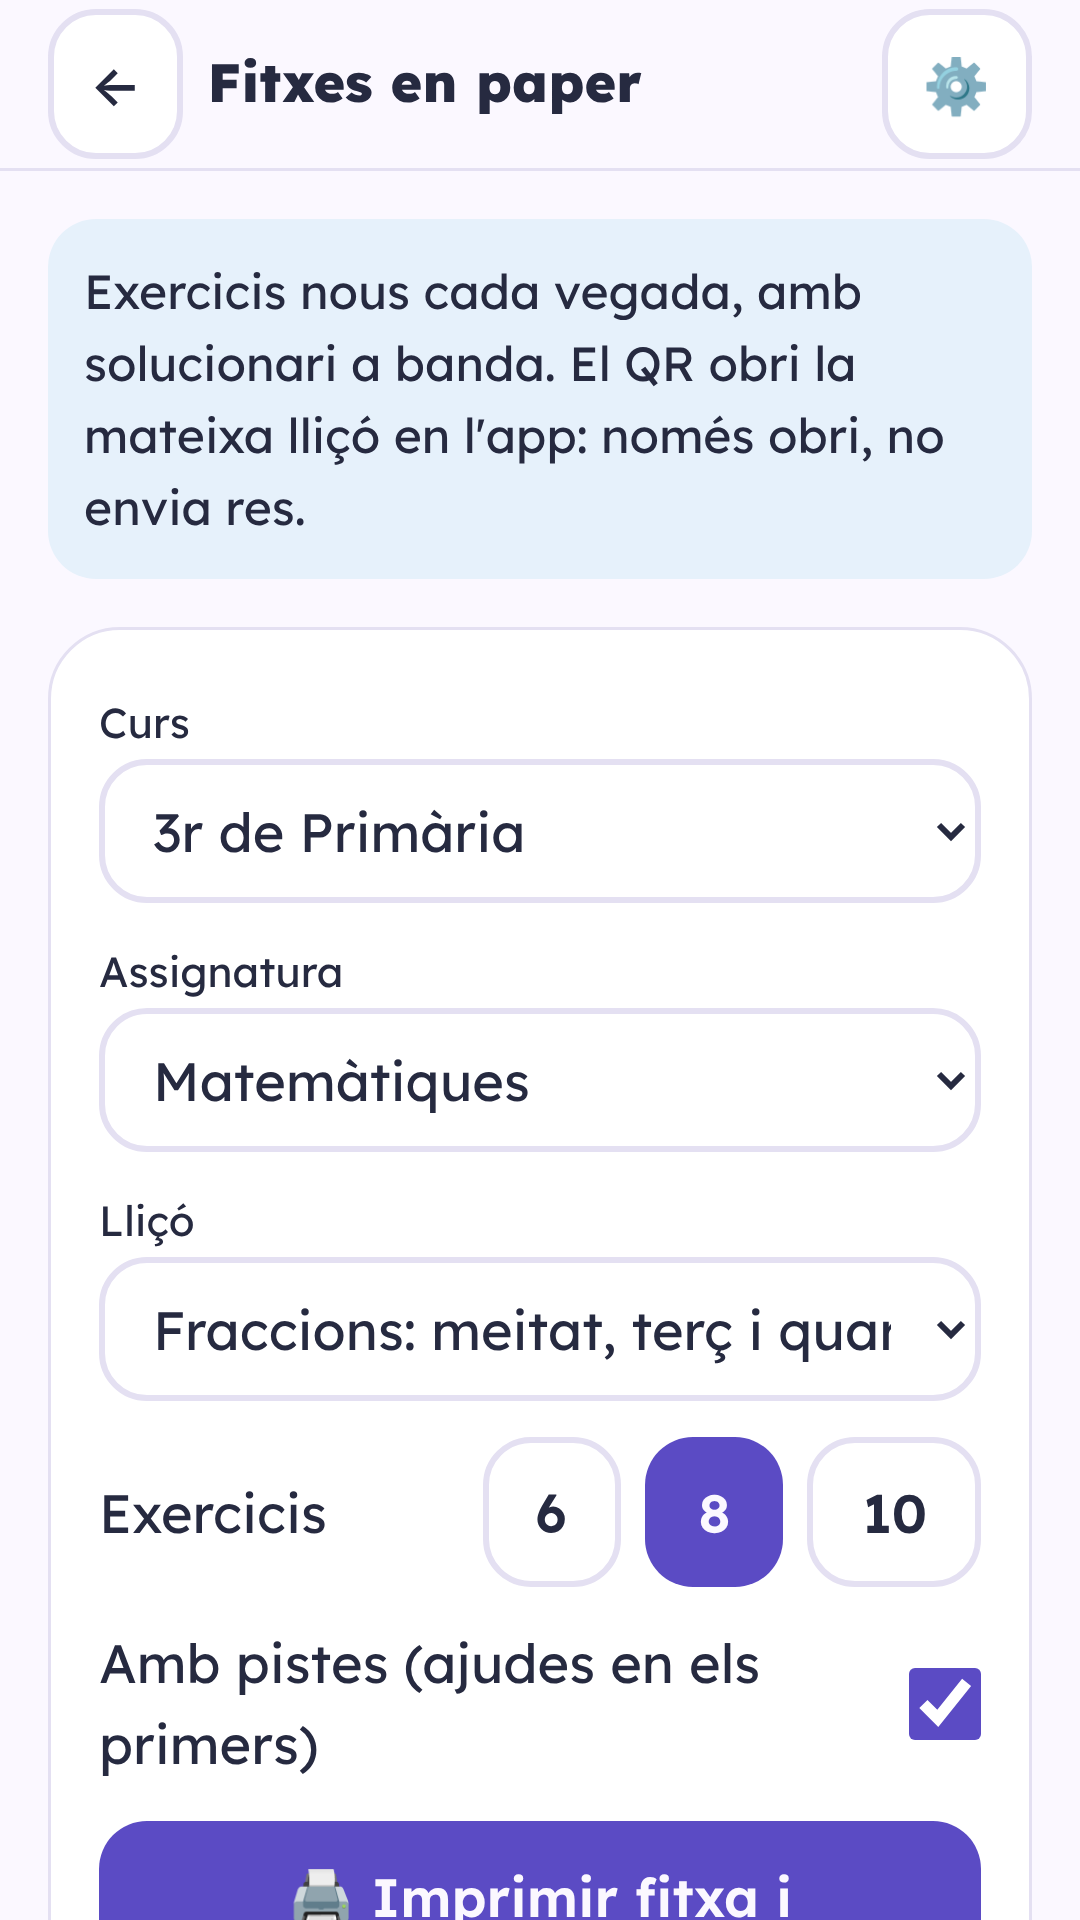 Fitxes en paper
Exercicis nous cada vegada, amb
solucionari a banda. El QR obri la
mateixa lliçó en l'app: només obri, no
envia res.
Curs
3r de Primària
Assignatura
Matemàtiques
Lliçó
Fraccions: meitat, terç i quar
Exercicis
6
8
10
Amb pistes (ajudes en els
primers)
Imprimir fitxa i